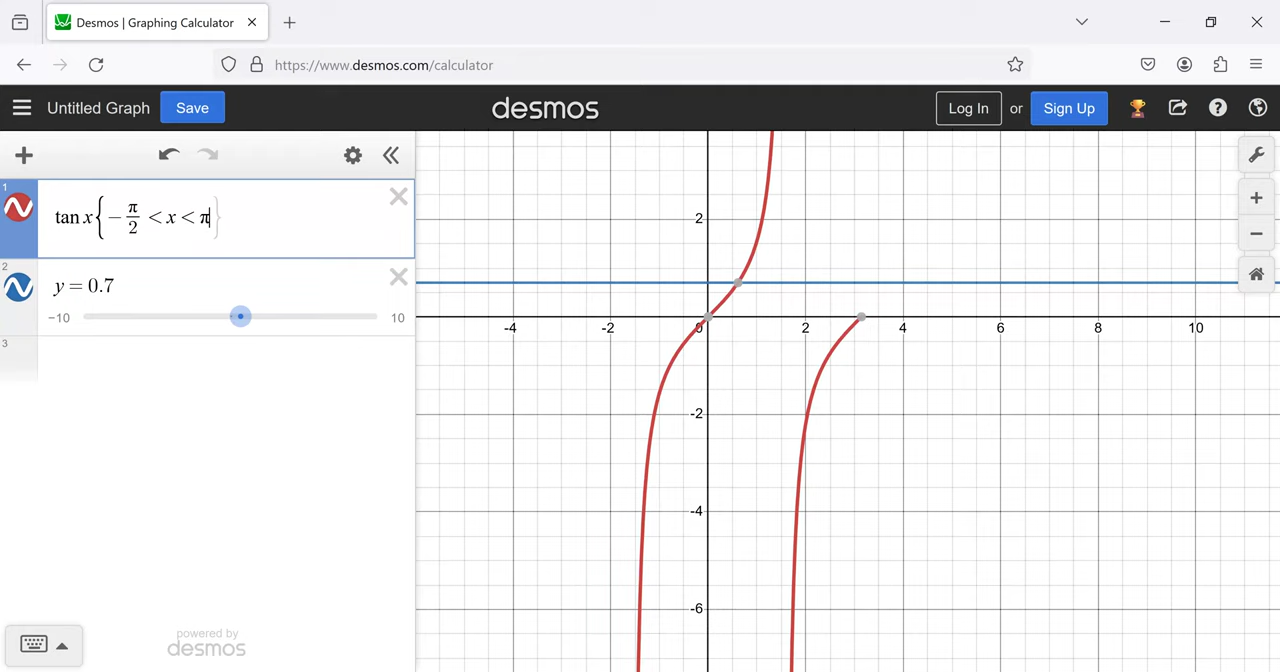 Desmos | Graphing Calculator
https://www.desmos.com/calculator
Untitled Graph
Save
desmos
Log In
or
Sign Up
1
tan x{−π/2 < x < π}
2
y = 0.7
−10
10
3
2
-4
-2
0
2
4
6
8
10
-2
-4
-6
powered by
desmos